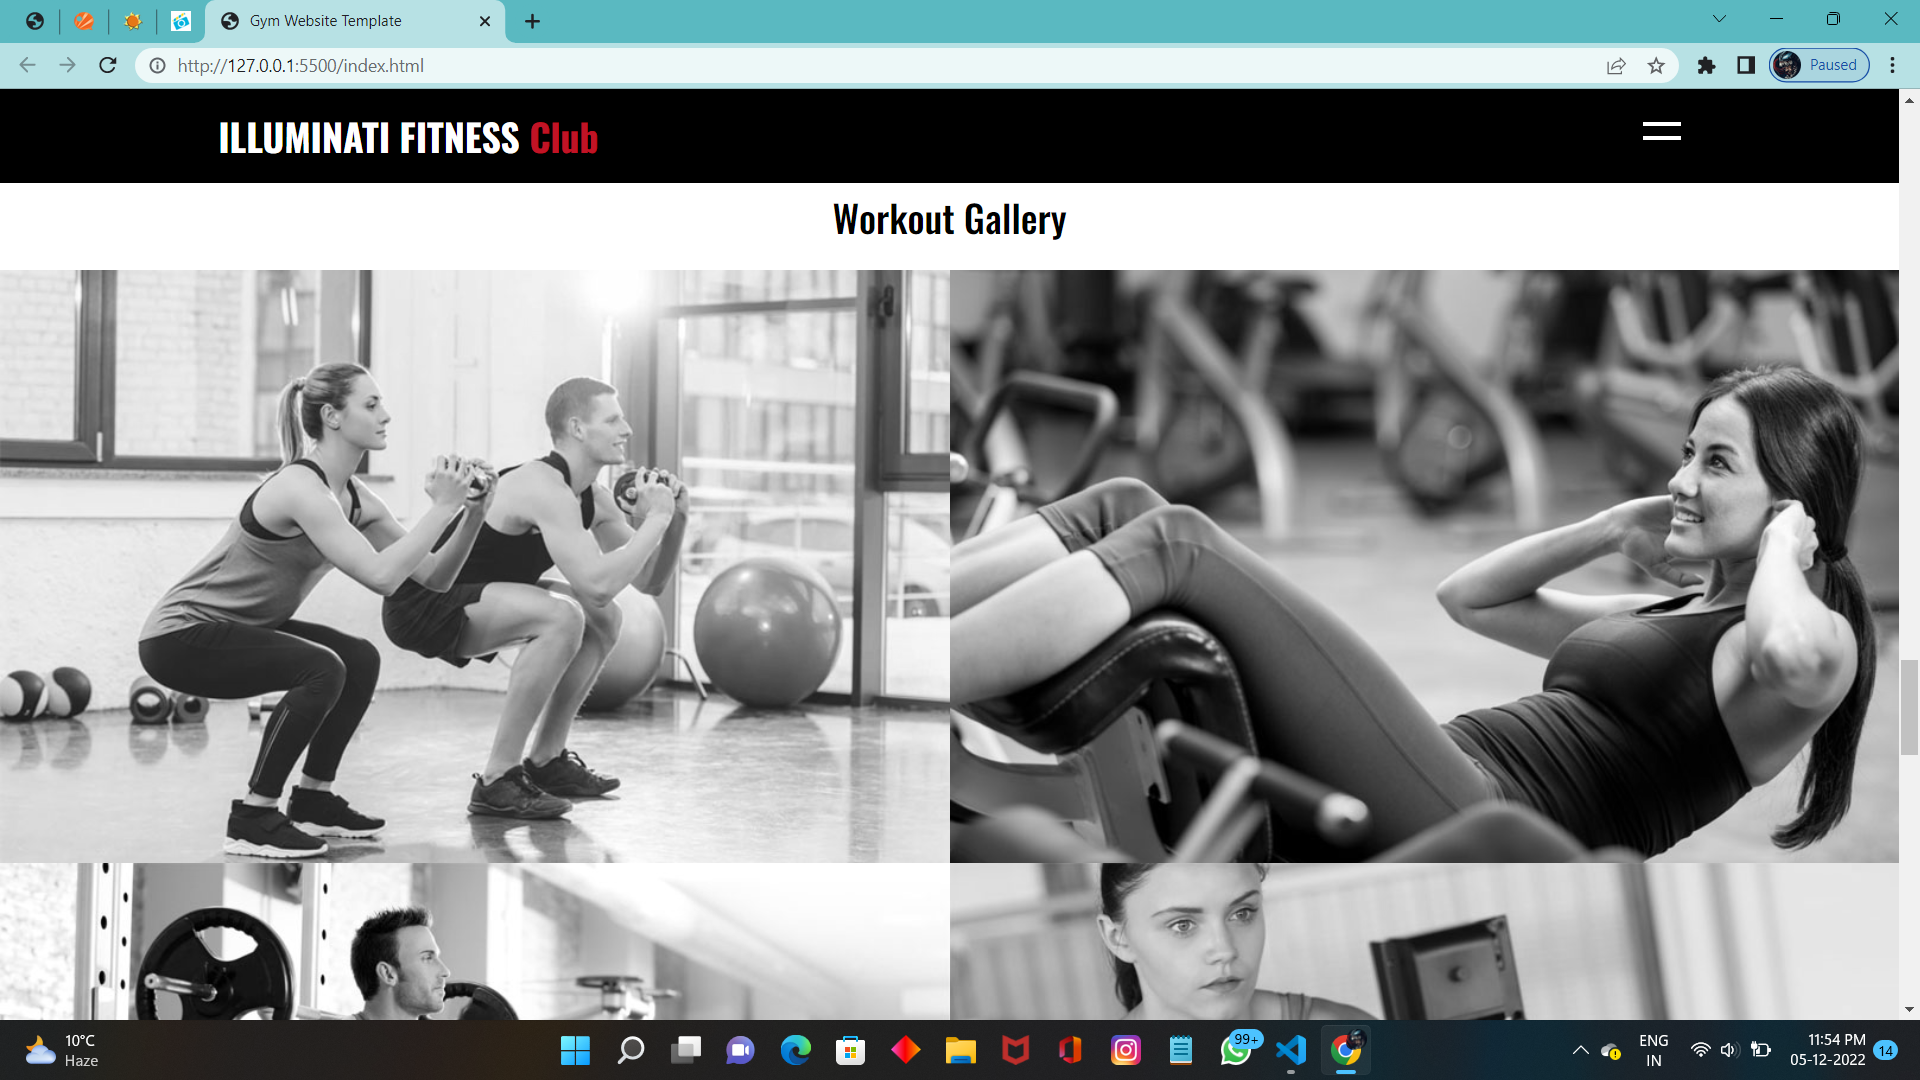 Gym Website Template
http://127.0.0.1:5500/index.html
Paused
ILLUMINATI FITNESS Club
Workout Gallery
10°C
Haze
99+
ENG
IN
11:54 PM
05-12-2022
14